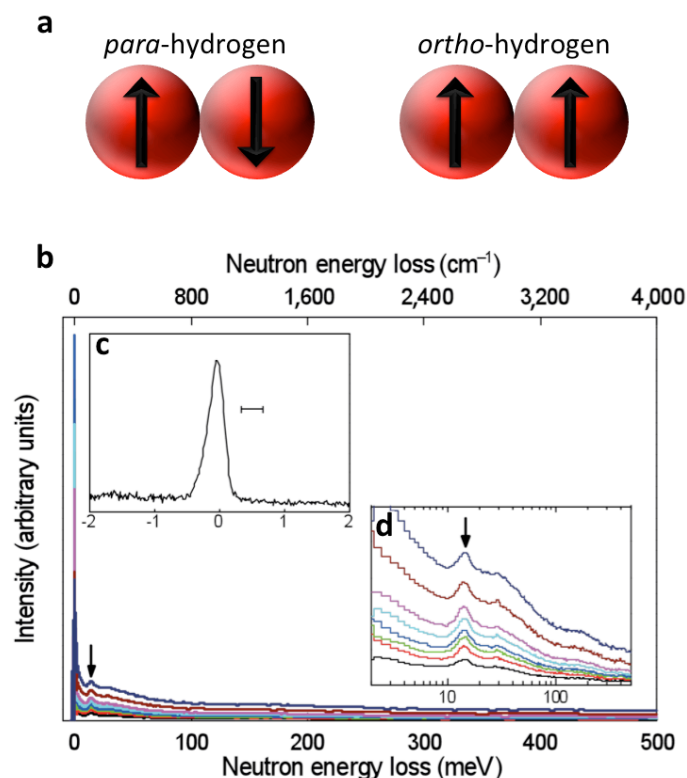 a
para-hydrogen ortho-hydrogen
b
Neutron energy loss (cm⁻¹)
0 800 1,600 2,400 3,200 4,000
Intensity (arbitrary units)
c
-2 -1 0 1 2
d
10 100
0 100 200 300 400 500
Neutron energy loss (meV)